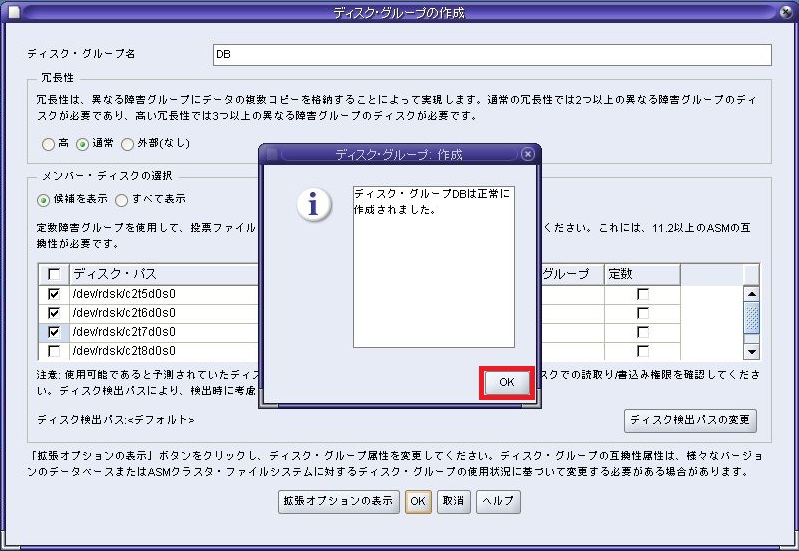 ディスク・グループの作成
ディスク・グループ名
DB
冗長性
冗長性は、異なる障害グループにデータの複数コピーを格納することによって実現します。通常の冗長性では2つ以上の異なる障害グループのディ
スクが必要であり、高い冗長性では3つ以上の異なる障害グループのディスクが必要です。
高 通常 外部(なし)
メンバー・ディスクの選択
候補を表示 すべて表示
定数障害グループを使用して、投票ファイル
ください。これには、11.2以上のASMの互
換性が必要です。
ディスク・パス
グループ
定数
/dev/rdsk/c2t5d0s0
/dev/rdsk/c2t6d0s0
/dev/rdsk/c2t7d0s0
/dev/rdsk/c2t8d0s0
注意: 使用可能であると予測されていたディス
スクでの読取り/書込み権限を確認してくださ
い。ディスク検出パスにより、検出時に考慮
ディスク検出パス:<デフォルト>
ディスク検出パスの変更
「拡張オプションの表示」ボタンをクリックし、ディスク・グループ属性を変更してください。ディスク・グループの互換性属性は、様々なバージョ
ンのデータベースまたはASMクラスタ・ファイルシステムに対するディスク・グループの使用状況に基づいて変更する必要がある場合があります。
拡張オプションの表示 OK 取消 ヘルプ
ディスク・グループ: 作成
ディスク・グループDBは正常に
作成されました。
OK